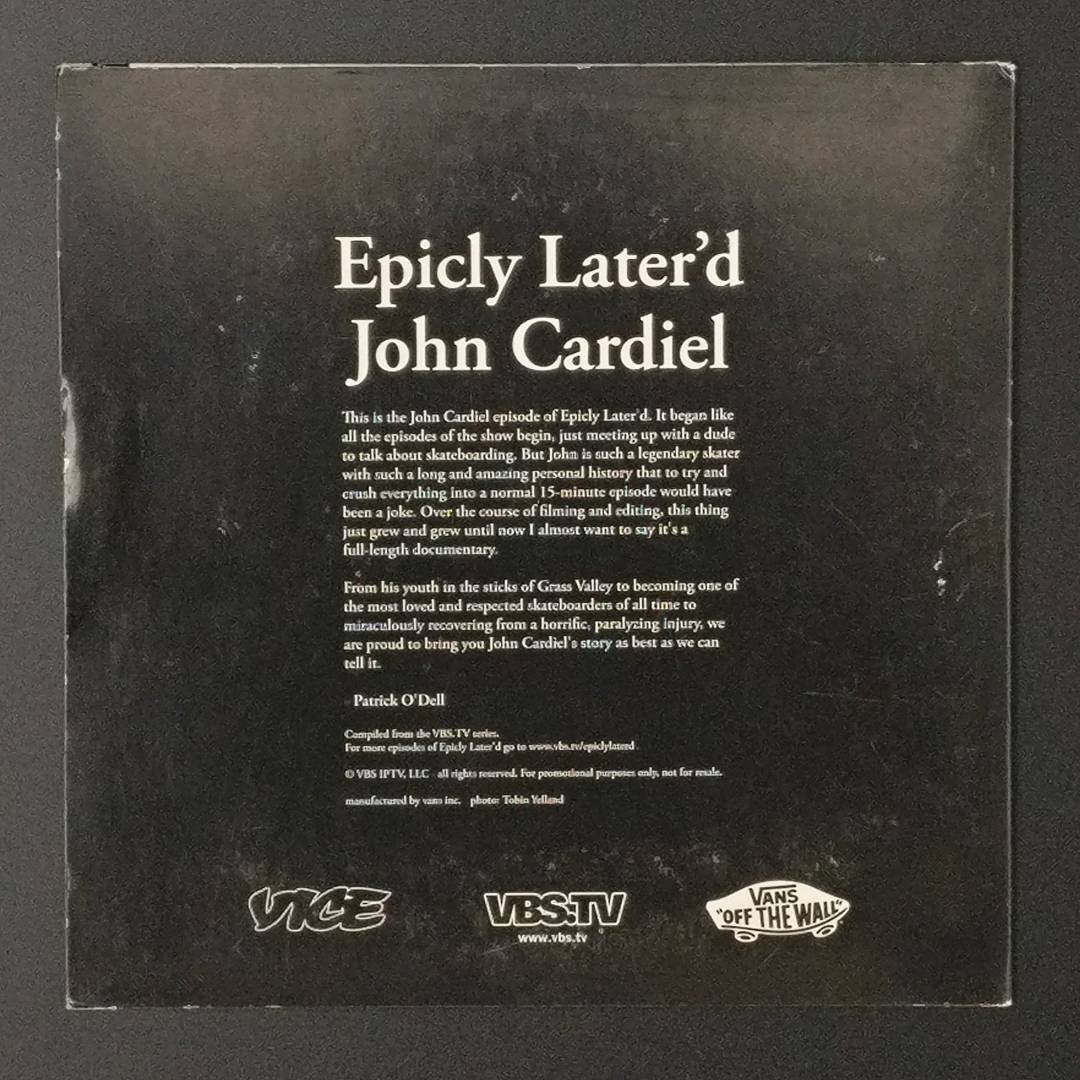 Epicly Later’d
John Cardiel
This is the John Cardiel episode of Epicly Later'd. It began like
all the episodes of the show begin, just meeting up with a dude
to talk about skateboarding. But John is such a legendary skater
with such a long and amazing personal history that to try and
crush everything into a normal 15-minute episode would have
been a joke. Over the course of filming and editing, this thing
just grew and grew until now I almost want to say it's a
full-length documentary.
From his youth in the sticks of Grass Valley to becoming one of
the most loved and respected skateboarders of all time to
miraculously recovering from a horrific, paralyzing injury, we
are proud to bring you John Cardiel's story as best as we can
tell it.
Patrick O'Dell
Compiled from the VBS.TV series.
For more episodes of Epicly Later'd go to www.vbs.tv/epiclylaterd
© VBS IPTV, LLC all rights reserved. For promotional purposes only, not for resale.
manufactured by vans inc. photo: Tobin Yelland
VICE
VBS.TV
www.vbs.tv
VANS
"OFF THE WALL"